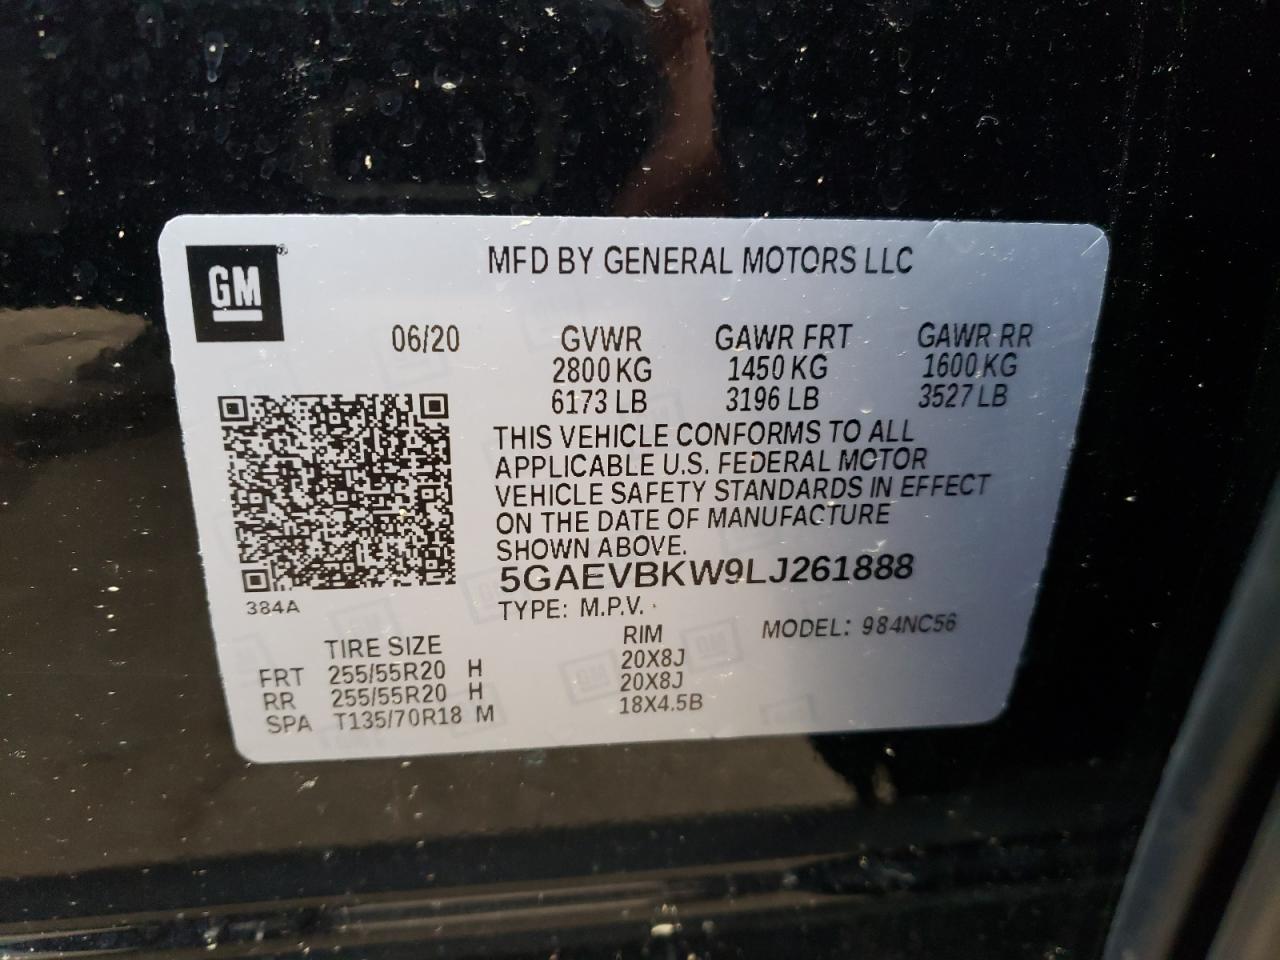 GM ®
MFD BY GENERAL MOTORS LLC
06/20 GVWR GAWR FRT GAWR RR
2800 KG 1450 KG 1600 KG
6173 LB 3196 LB 3527 LB
THIS VEHICLE CONFORMS TO ALL
APPLICABLE U.S. FEDERAL MOTOR
VEHICLE SAFETY STANDARDS IN EFFECT
ON THE DATE OF MANUFACTURE
SHOWN ABOVE.
5GAEVBKW9LJ261888
384A
TYPE: M.P.V.
MODEL: 984NC56
TIRE SIZE RIM
FRT 255/55R20 H 20X8J
RR 255/55R20 H 20X8J
SPA T135/70R18 M 18X4.5B